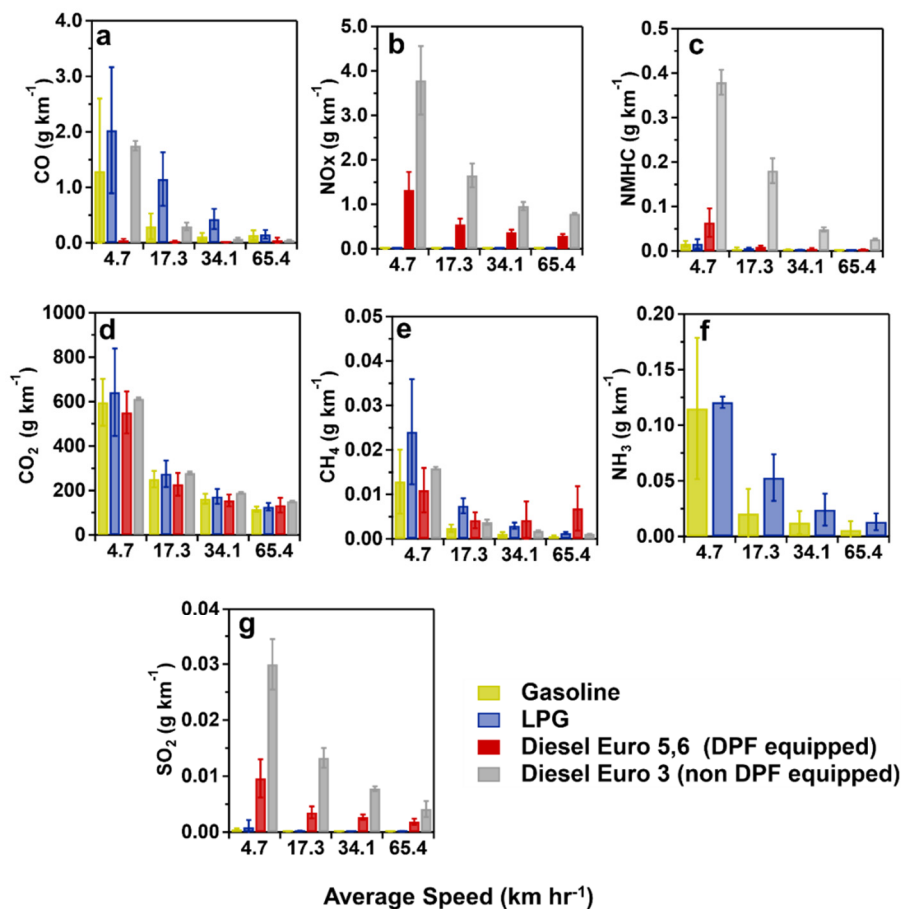 a
CO (g km⁻¹)
4.0
3.0
2.0
1.0
0.0
4.7 17.3 34.1 65.4
b
NOx (g km⁻¹)
5.0
4.0
3.0
2.0
1.0
0.0
4.7 17.3 34.1 65.4
c
NMHC (g km⁻¹)
0.5
0.4
0.3
0.2
0.1
0.0
4.7 17.3 34.1 65.4
d
CO₂ (g km⁻¹)
1000
800
600
400
200
0
4.7 17.3 34.1 65.4
e
CH₄ (g km⁻¹)
0.05
0.04
0.03
0.02
0.01
0.00
4.7 17.3 34.1 65.4
f
NH₃ (g km⁻¹)
0.20
0.15
0.10
0.05
0.00
4.7 17.3 34.1 65.4
g
SO₂ (g km⁻¹)
0.04
0.03
0.02
0.01
0.00
4.7 17.3 34.1 65.4
Gasoline
LPG
Diesel Euro 5,6 (DPF equipped)
Diesel Euro 3 (non DPF equipped)
Average Speed (km hr⁻¹)